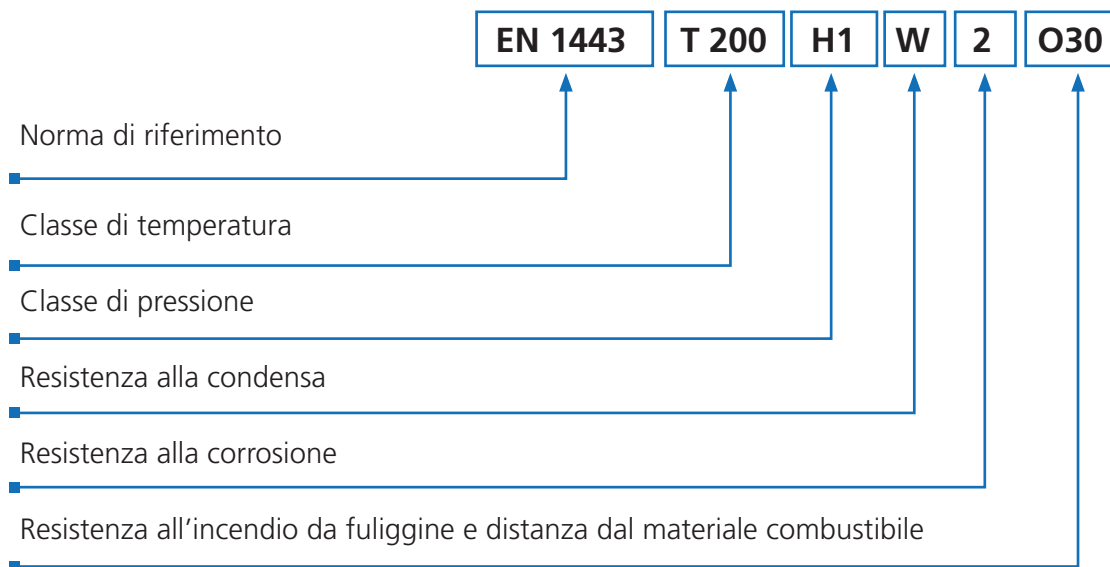 EN 1443 T 200 H1 W 2 O30
Norma di riferimento
Classe di temperatura
Classe di pressione
Resistenza alla condensa
Resistenza alla corrosione
Resistenza all’incendio da fuliggine e distanza dal materiale combustibile